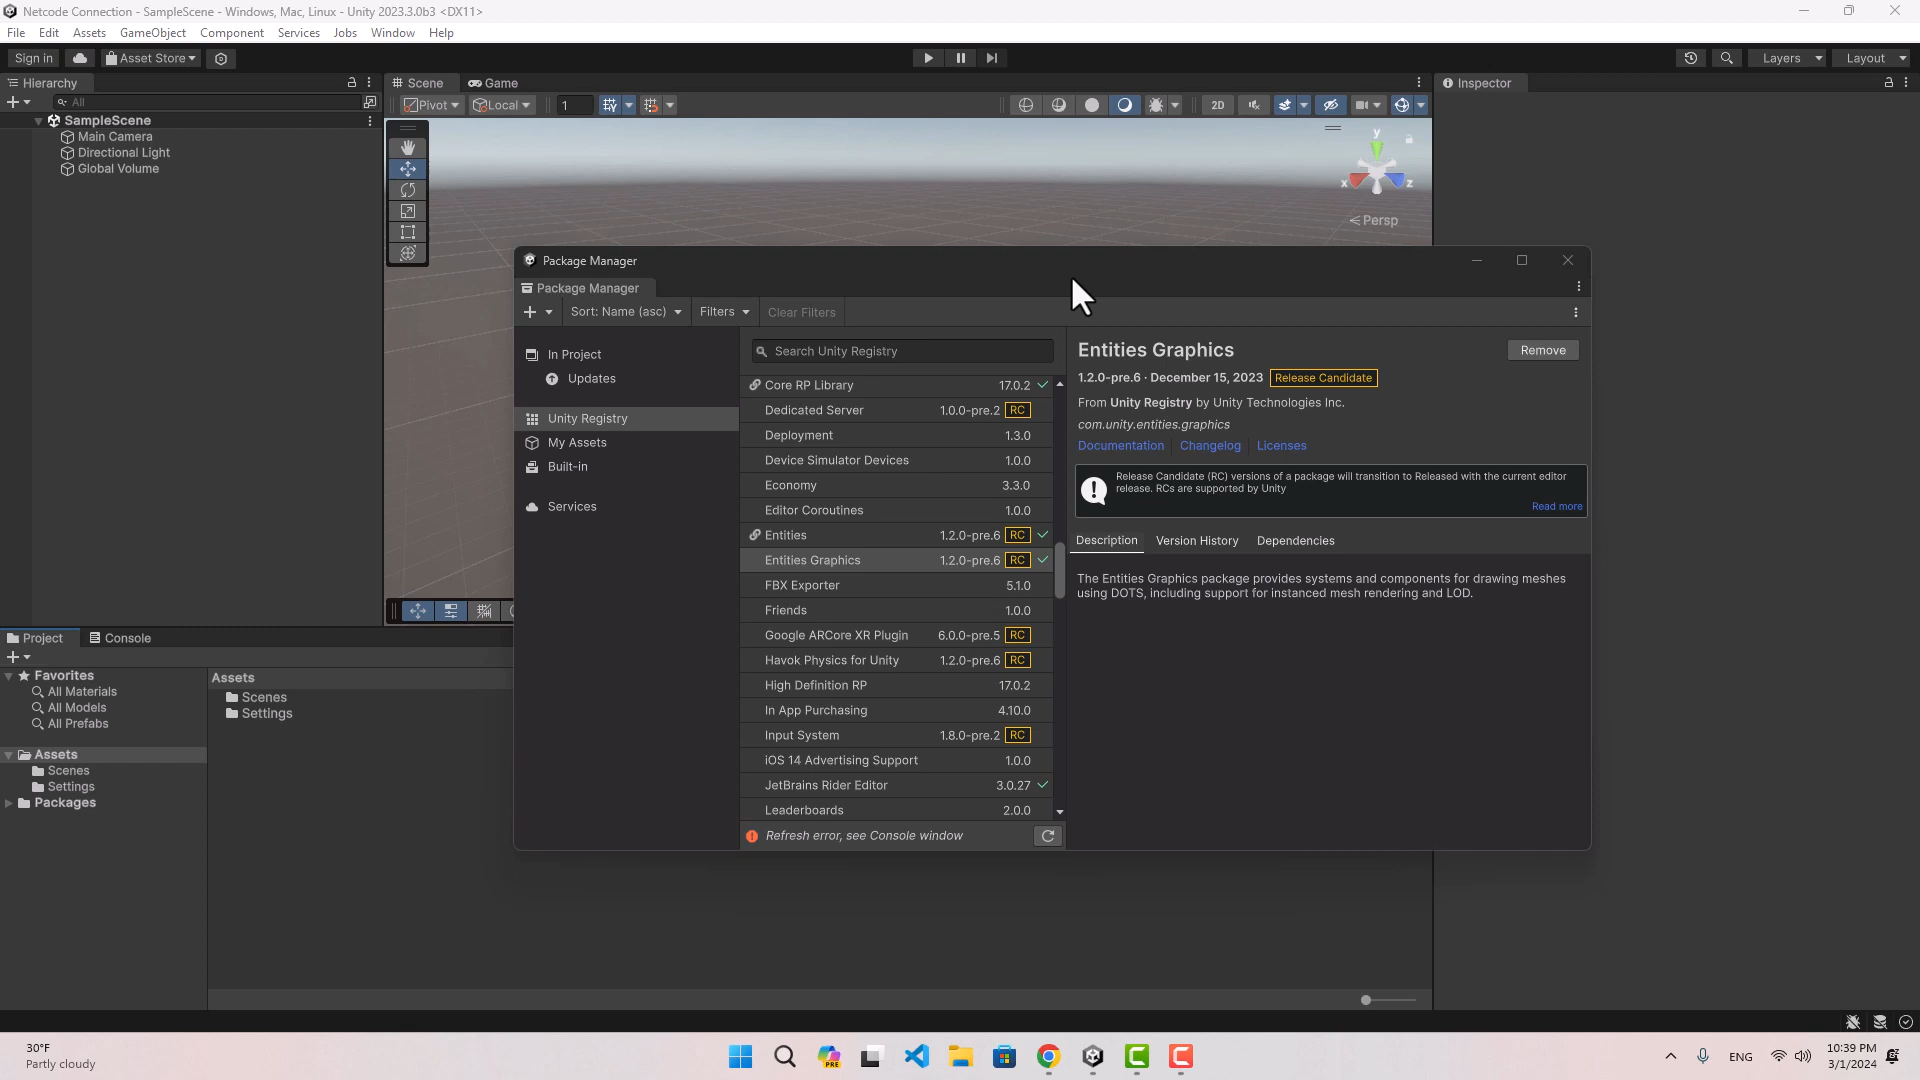 Netcode Connection - SampleScene - Windows, Mac, Linux - Unity 2023.3.0b3 <DX11>
File Edit Assets GameObject Component Services Jobs Window Help
Sign in Asset Store Layers Layout
Hierarchy Scene Game Inspector
All Pivot Local 1 2D
SampleScene
Main Camera
Directional Light
Global Volume
y
x z
Persp
Package Manager
Package Manager
Sort: Name (asc) Filters Clear Filters
In Project
Updates
Unity Registry
My Assets
Built-in
Services
Search Unity Registry
Core RP Library 17.0.2
Dedicated Server 1.0.0-pre.2 RC
Deployment 1.3.0
Device Simulator Devices 1.0.0
Economy 3.3.0
Editor Coroutines 1.0.0
Entities 1.2.0-pre.6 RC
Entities Graphics 1.2.0-pre.6 RC
FBX Exporter 5.1.0
Friends 1.0.0
Google ARCore XR Plugin 6.0.0-pre.5 RC
Havok Physics for Unity 1.2.0-pre.6 RC
High Definition RP 17.0.2
In App Purchasing 4.10.0
Input System 1.8.0-pre.2 RC
iOS 14 Advertising Support 1.0.0
JetBrains Rider Editor 3.0.27
Leaderboards 2.0.0
Refresh error, see Console window
Entities Graphics Remove
1.2.0-pre.6 · December 15, 2023 Release Candidate
From Unity Registry by Unity Technologies Inc.
com.unity.entities.graphics
Documentation Changelog Licenses
Release Candidate (RC) versions of a package will transition to Released with the current editor
release. RCs are supported by Unity
Read more
Description Version History Dependencies
The Entities Graphics package provides systems and components for drawing meshes
using DOTS, including support for instanced mesh rendering and LOD.
Project Console
Favorites
All Materials
All Models
All Prefabs
Assets
Scenes
Settings
Packages
Assets
Scenes
Settings
30°F
Partly cloudy
PRE
ENG
10:39 PM
3/1/2024